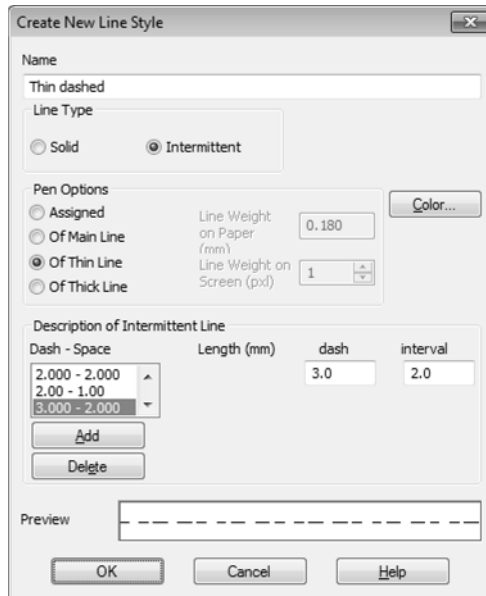 Create New Line Style
Name
Thin dashed
Line Type
Solid Intermittent
Pen Options
Assigned
Of Main Line
Of Thin Line
Of Thick Line
Line Weight
on Paper
(mm)
0.180
Line Weight on
Screen (pxl)
1
Color...
Description of Intermittent Line
Dash - Space Length (mm) dash interval
2.000 - 2.000
2.00 - 1.00
3.000 - 2.000
3.0 2.0
Add
Delete
Preview
OK Cancel Help